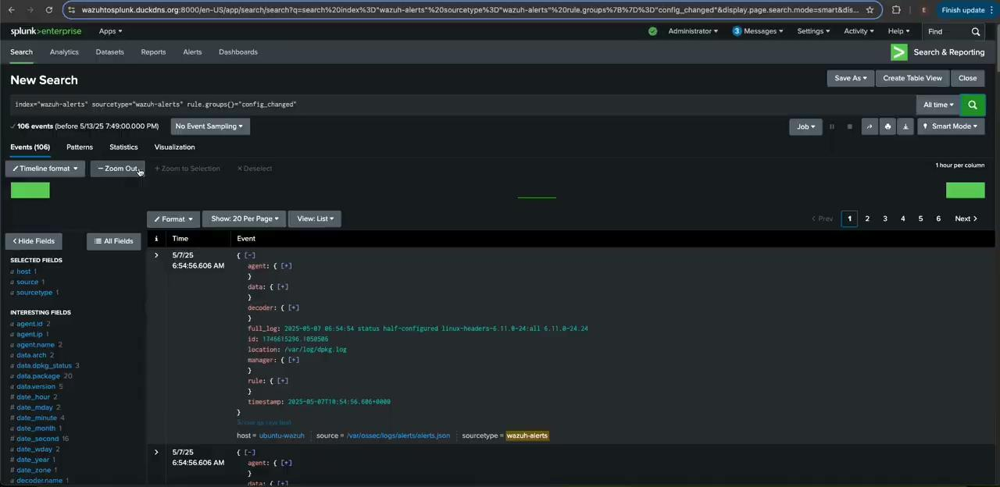 wazuhtosplunk.duckdns.org:8000/en-US/app/search/search?q=search%20index%3D"wazuh-alerts"%20sourcetype%3D"wazuh-alerts"%20rule.groups%7B%7D%3D"config_changed"&display.page.search.mode=smart&dis... E Finish update
splunk>enterprise Apps Administrator 3 Messages Settings Activity Help Find
Search Analytics Datasets Reports Alerts Dashboards Search & Reporting
New Search Save As Create Table View Close
index="wazuh-alerts" sourcetype="wazuh-alerts" rule.groups{}="config_changed" All time
✓ 106 events (before 5/13/25 7:49:00.000 PM) No Event Sampling Job Smart Mode
Events (106) Patterns Statistics Visualization
Timeline format − Zoom Out + Zoom to Selection × Deselect 1 hour per column
Format Show: 20 Per Page View: List < Prev 1 2 3 4 5 6 Next >
< Hide Fields All Fields i Time Event
SELECTED FIELDS
a host 1
a source 1
a sourcetype 1
INTERESTING FIELDS
a agent.id 2
a agent.ip 1
a agent.name 2
a data.arch 2
a data.dpkg_status 3
a data.package 20
a data.version 5
# date_hour 2
# date_mday 2
# date_minute 4
a date_month 1
# date_second 16
a date_wday 2
# date_year 1
# date_zone 1
a decoder.name 1
> 5/7/25 { [-]
6:54:56.606 AM agent: { [+]
}
data: { [+]
}
decoder: { [+]
}
full_log: 2025-05-07 06:54:54 status half-configured linux-headers-6.11.0-24:all 6.11.0-24.24
id: 1746615296.1050506
location: /var/log/dpkg.log
manager: { [+]
}
rule: { [+]
}
timestamp: 2025-05-07T10:54:56.606+0000
}
Show as raw text
host = ubuntu-wazuh source = /var/ossec/logs/alerts/alerts.json sourcetype = wazuh-alerts
> 5/7/25 { [-]
6:54:56.606 AM agent: { [+]
}
data: { [+]